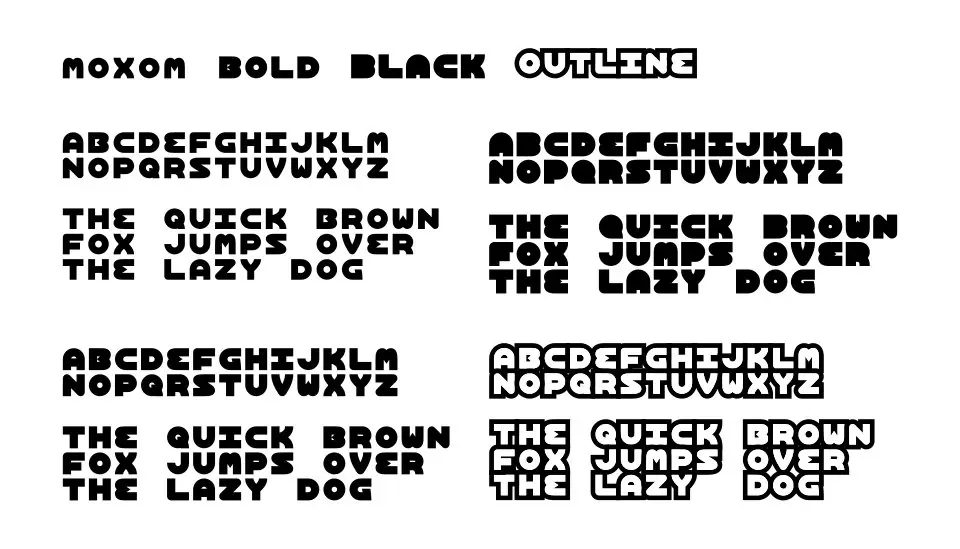 MOXOM BOLD BLACK OUTLINE
ABCDEFGHIJKLM
NOPQRSTUVWXYZ
THE QUICK BROWN
FOX JUMPS OVER
THE LAZY DOG
ABCDEFGHIJKLM
NOPQRSTUVWXYZ
THE QUICK BROWN
FOX JUMPS OVER
THE LAZY DOG
ABCDEFGHIJKLM
NOPQRSTUVWXYZ
THE QUICK BROWN
FOX JUMPS OVER
THE LAZY DOG
ABCDEFGHIJKLM
NOPQRSTUVWXYZ
THE QUICK BROWN
FOX JUMPS OVER
THE LAZY DOG